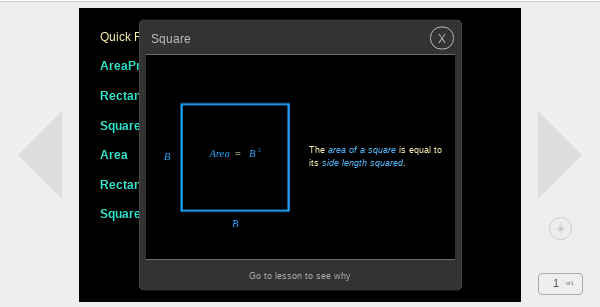 Quick
Square
X
AreaPr
Rectan
Square
Area
Rectan
Square
B
Area = B²
B
The area of a square is equal to
its side length squared.
Go to lesson to see why
1 of 1